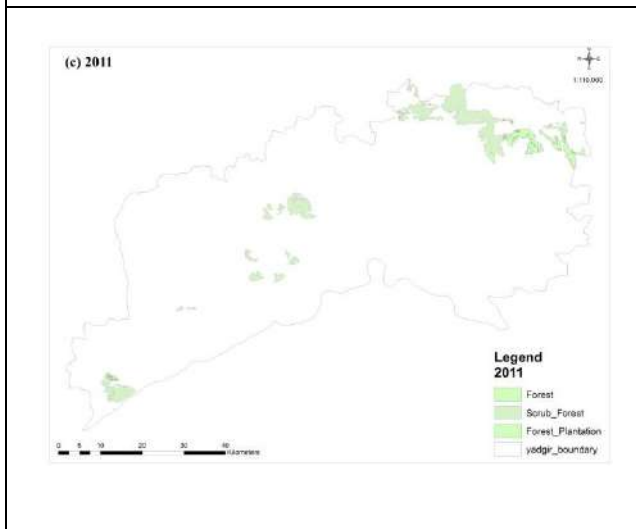 (c) 2011
N
1:110,000
Legend
2011
Forest
Scrub_Forest
Forest_Plantation
yadgir_boundary
0 5 10 20 30 40
Kilometers